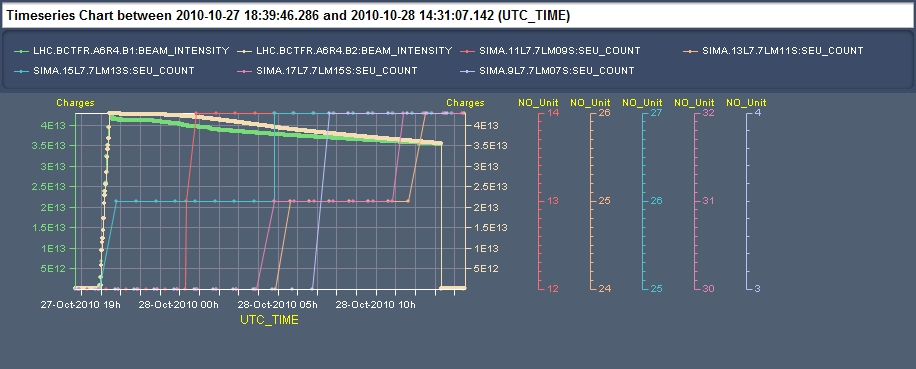 Timeseries Chart between 2010-10-27 18:39:46.286 and 2010-10-28 14:31:07.142 (UTC_TIME)
LHC.BCTFR.A6R4.B1:BEAM_INTENSITY LHC.BCTFR.A6R4.B2:BEAM_INTENSITY SIMA.11L7.7LM09S:SEU_COUNT SIMA.13L7.7LM11S:SEU_COUNT
SIMA.15L7.7LM13S:SEU_COUNT SIMA.17L7.7LM15S:SEU_COUNT SIMA.9L7.7LM07S:SEU_COUNT
Charges Charges NO_Unit NO_Unit NO_Unit NO_Unit NO_Unit
14 26 27 32 4
4E13 4E13
3.5E13 3.5E13
3E13 3E13
2.5E13 2.5E13
2E13 2E13 13 25 26 31
1.5E13 1.5E13
1E13 1E13
5E12 5E12
12 24 25 30 3
27-Oct-2010 19h 28-Oct-2010 00h 28-Oct-2010 05h 28-Oct-2010 10h
UTC_TIME